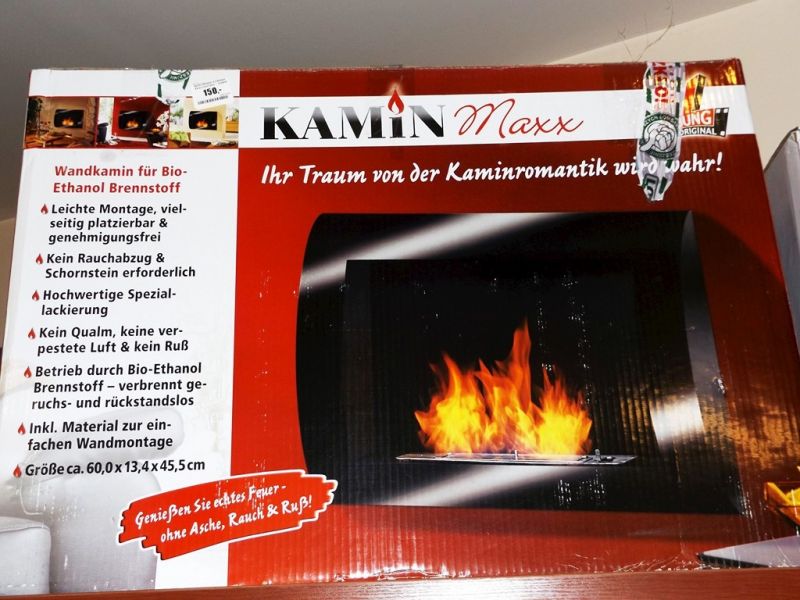 150.-
KAMiN Maxx
Ihr Traum von der Kaminromantik wird wahr!
UNG
ORIGINAL
Wandkamin für Bio-
Ethanol Brennstoff
Leichte Montage, viel-
seitig platzierbar &
genehmigungsfrei
Kein Rauchabzug &
Schornstein erforderlich
Hochwertige Spezial-
lackierung
Kein Qualm, keine ver-
pestete Luft & kein Ruß
Betrieb durch Bio-Ethanol
Brennstoff – verbrennt ge-
ruchs- und rückstandslos
Inkl. Material zur ein-
fachen Wandmontage
Größe ca. 60,0 x 13,4 x 45,5 cm
Genießen Sie echtes Feuer -
ohne Asche, Rauch & Ruß!